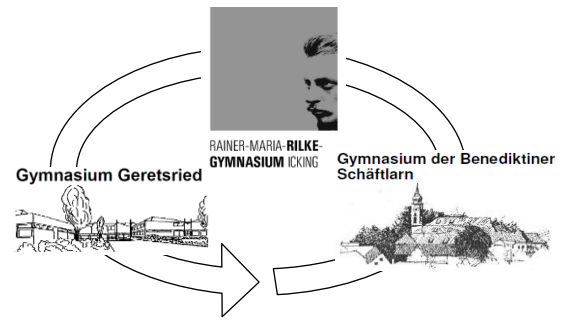 RAINER-MARIA-RILKE-
GYMNASIUM ICKING
Gymnasium Geretsried
Gymnasium der Benediktiner
Schäftlarn